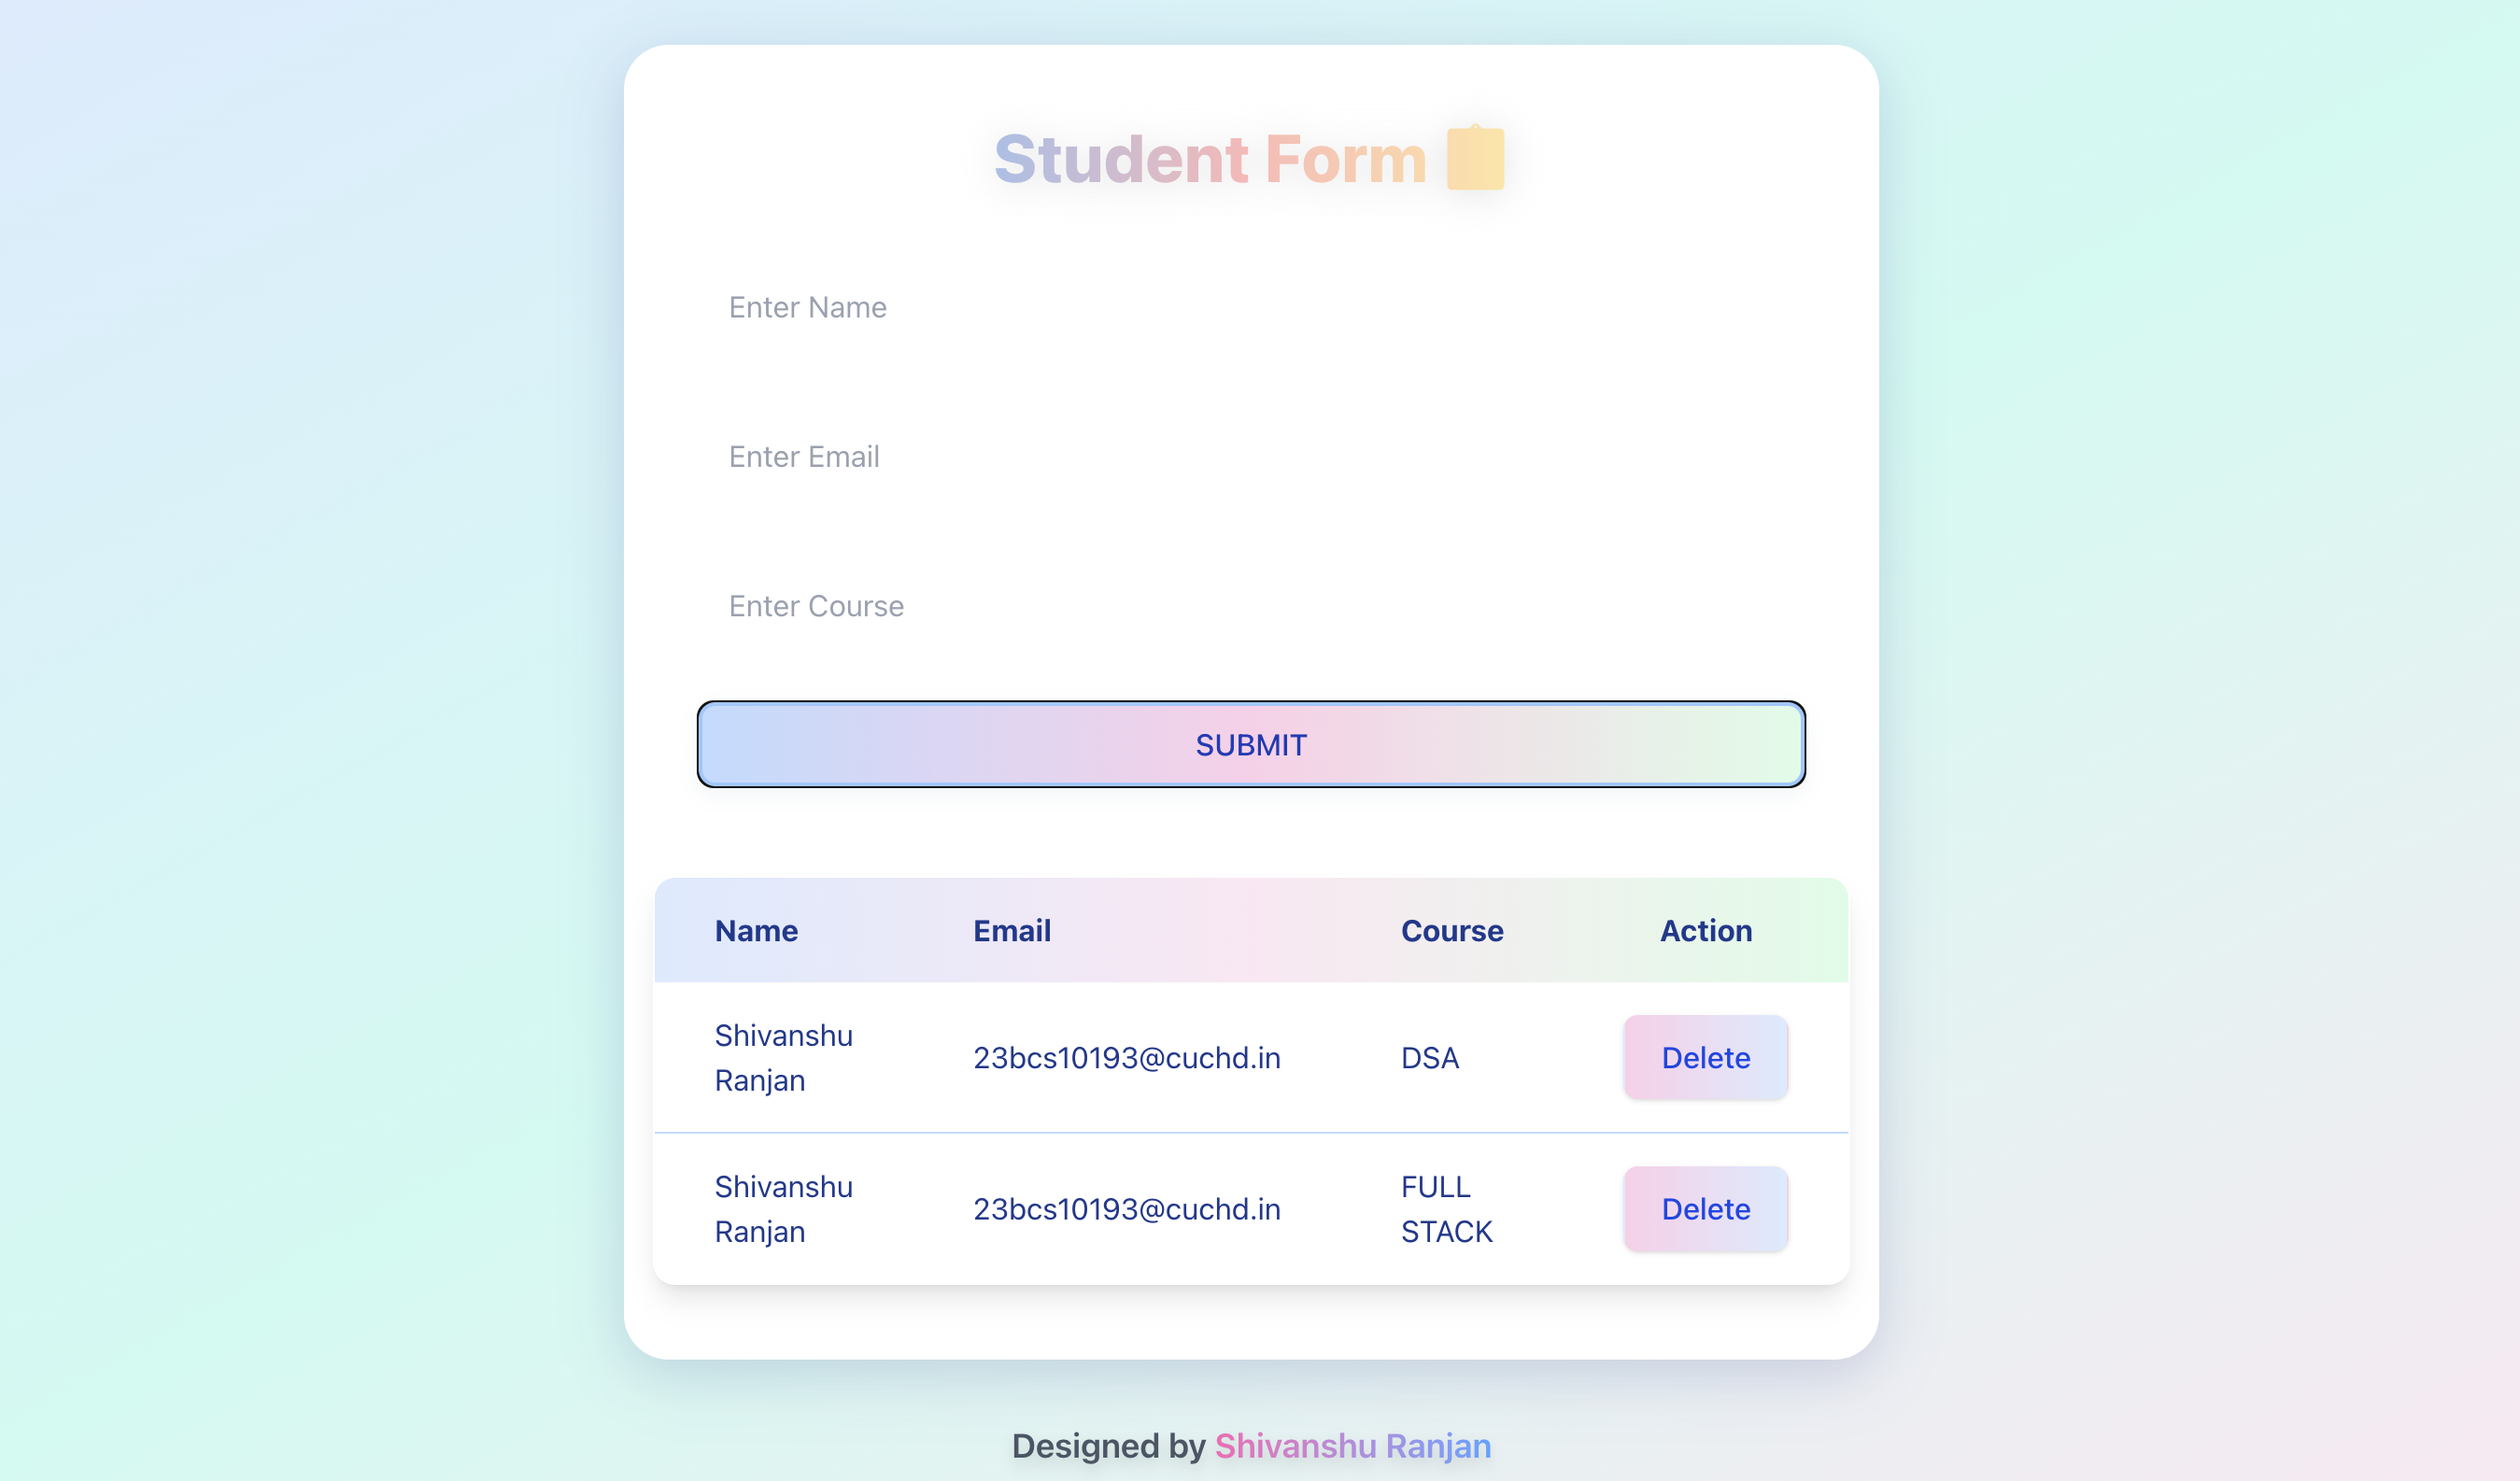 Student Form
Enter Name
Enter Email
Enter Course
SUBMIT
Name Email Course Action
Shivanshu Ranjan 23bcs10193@cuchd.in DSA Delete
Shivanshu Ranjan 23bcs10193@cuchd.in FULL STACK Delete
Designed by Shivanshu Ranjan